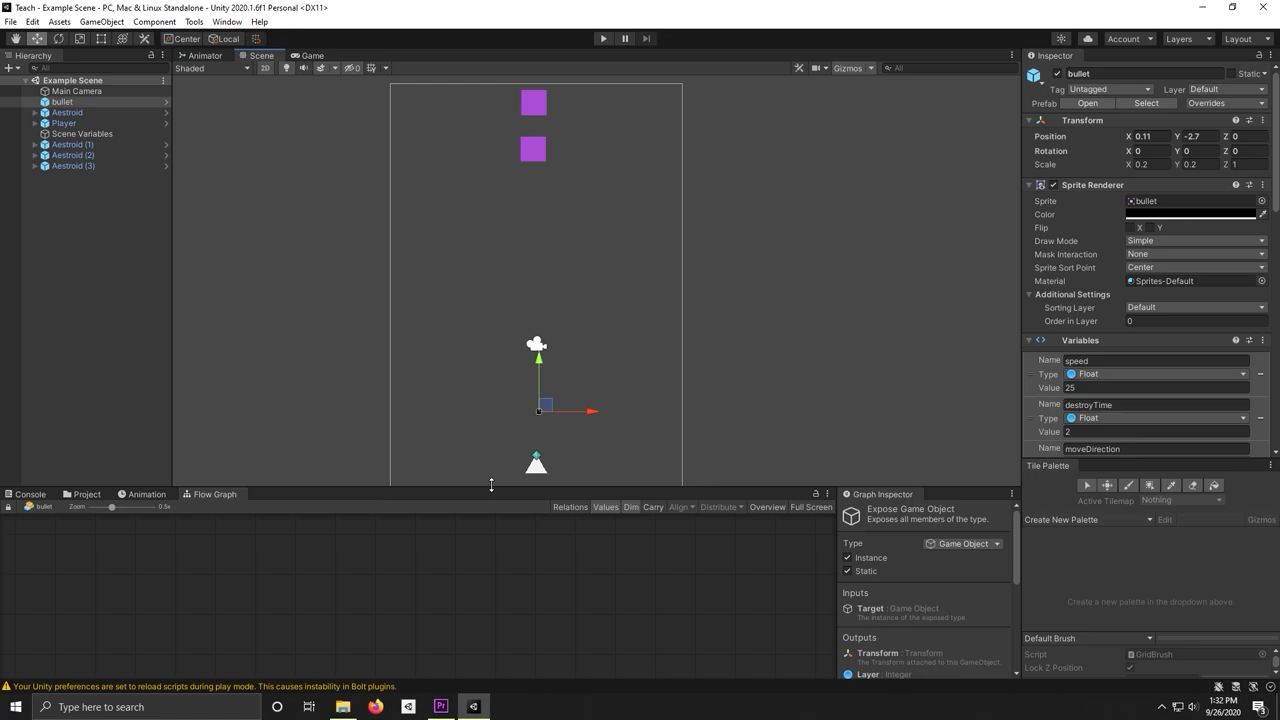 Teach - Example Scene - PC, Mac & Linux Standalone - Unity 2020.1.6f1 Personal <DX11>
File Edit Assets GameObject Component Tools Window Help
Center Local Account Layers Layout
Hierarchy Animator Scene Game Inspector
All Shaded 2D 0 Gizmos All
bullet Static
Tag Untagged Layer Default
Prefab Open Select Overrides
Example Scene
Main Camera
bullet
Aestroid
Player
Scene Variables
Aestroid (1)
Aestroid (2)
Aestroid (3)
Transform
Position X 0.11 Y -2.7 Z 0
Rotation X 0 Y 0 Z 0
Scale X 0.2 Y 0.2 Z 1
Sprite Renderer
Sprite bullet
Color
Flip X Y
Draw Mode Simple
Mask Interaction None
Sprite Sort Point Center
Material Sprites-Default
Additional Settings
Sorting Layer Default
Order in Layer 0
Variables
Name speed
Type Float
Value 25
Name destroyTime
Type Float
Value 2
Name moveDirection
Tile Palette
Active Tilemap Nothing
Create New Palette Edit Gizmos
Create a new palette in the dropdown above.
Default Brush
Script GridBrush
Lock Z Position
Console Project Animation Flow Graph
bullet Zoom 0.5x Relations Values Dim Carry Align Distribute Overview Full Screen
Graph Inspector
Expose Game Object
Exposes all members of the type.
Type Game Object
Instance
Static
Inputs
Target : Game Object
The instance of the exposed type.
Outputs
Transform : Transform
The Transform attached to this GameObject.
Layer : Integer
Your Unity preferences are set to reload scripts during play mode. This causes instability in Bolt plugins.
Type here to search
Pr
1:32 PM
9/26/2020
3